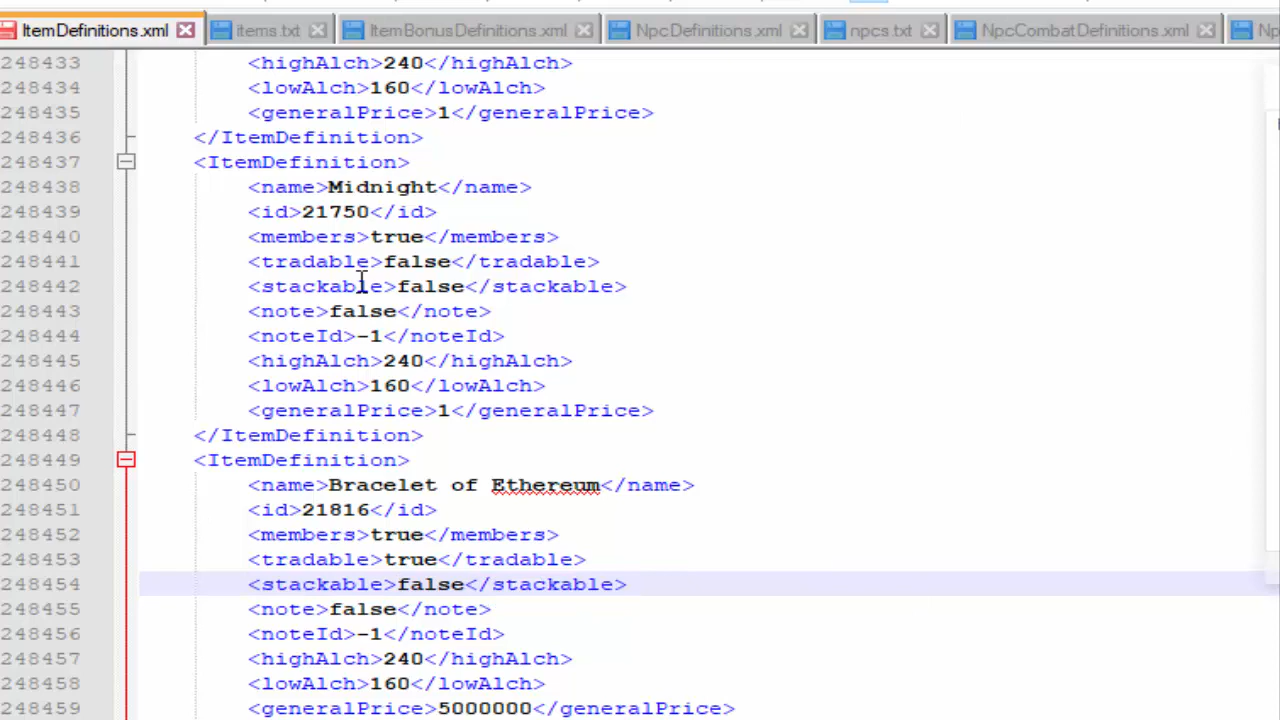 ItemDefinitions.xml items.txt ItemBonusDefinitions.xml NpcDefinitions.xml npcs.txt NpcCombatDefinitions.xml
248433 <highAlch>240</highAlch>
248434 <lowAlch>160</lowAlch>
248435 <generalPrice>1</generalPrice>
248436 </ItemDefinition>
248437 <ItemDefinition>
248438 <name>Midnight</name>
248439 <id>21750</id>
248440 <members>true</members>
248441 <tradable>false</tradable>
248442 <stackable>false</stackable>
248443 <note>false</note>
248444 <noteId>-1</noteId>
248445 <highAlch>240</highAlch>
248446 <lowAlch>160</lowAlch>
248447 <generalPrice>1</generalPrice>
248448 </ItemDefinition>
248449 <ItemDefinition>
248450 <name>Bracelet of Ethereum</name>
248451 <id>21816</id>
248452 <members>true</members>
248453 <tradable>true</tradable>
248454 <stackable>false</stackable>
248455 <note>false</note>
248456 <noteId>-1</noteId>
248457 <highAlch>240</highAlch>
248458 <lowAlch>160</lowAlch>
248459 <generalPrice>5000000</generalPrice>